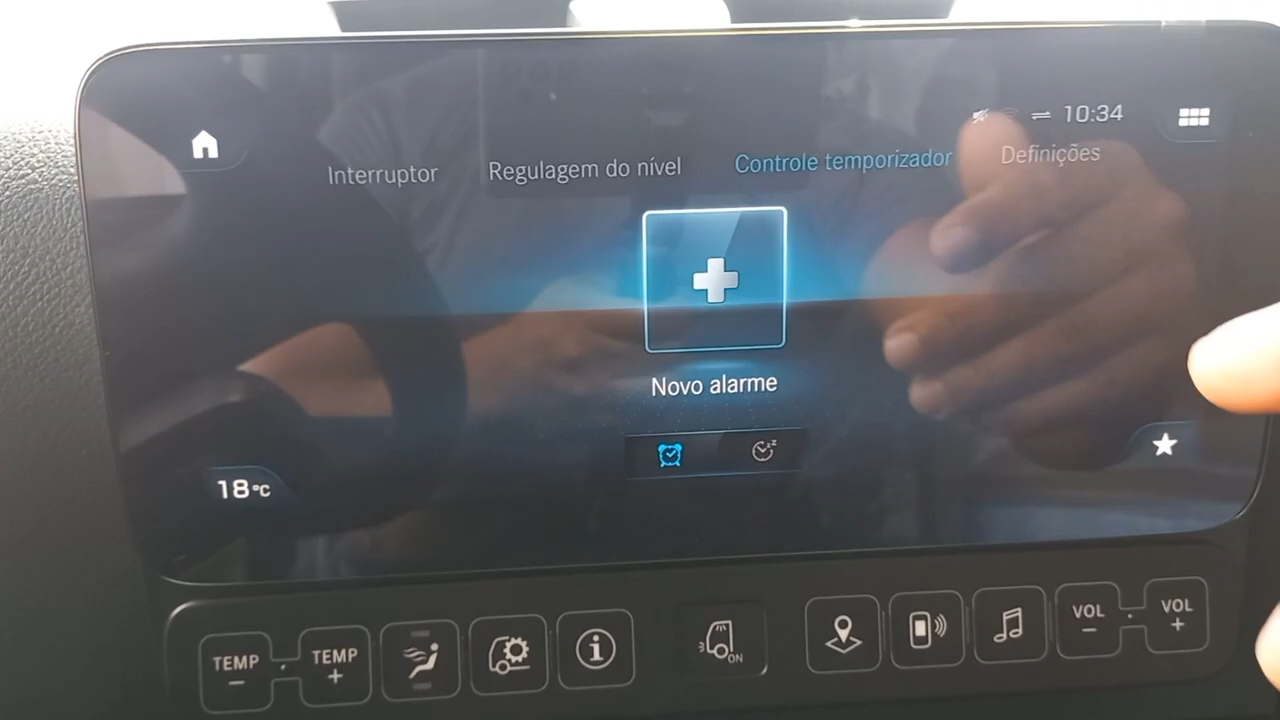 10:34
Interruptor Regulagem do nível Controle temporizador Definições
Novo alarme
18°C
TEMP − TEMP + ON VOL − VOL +